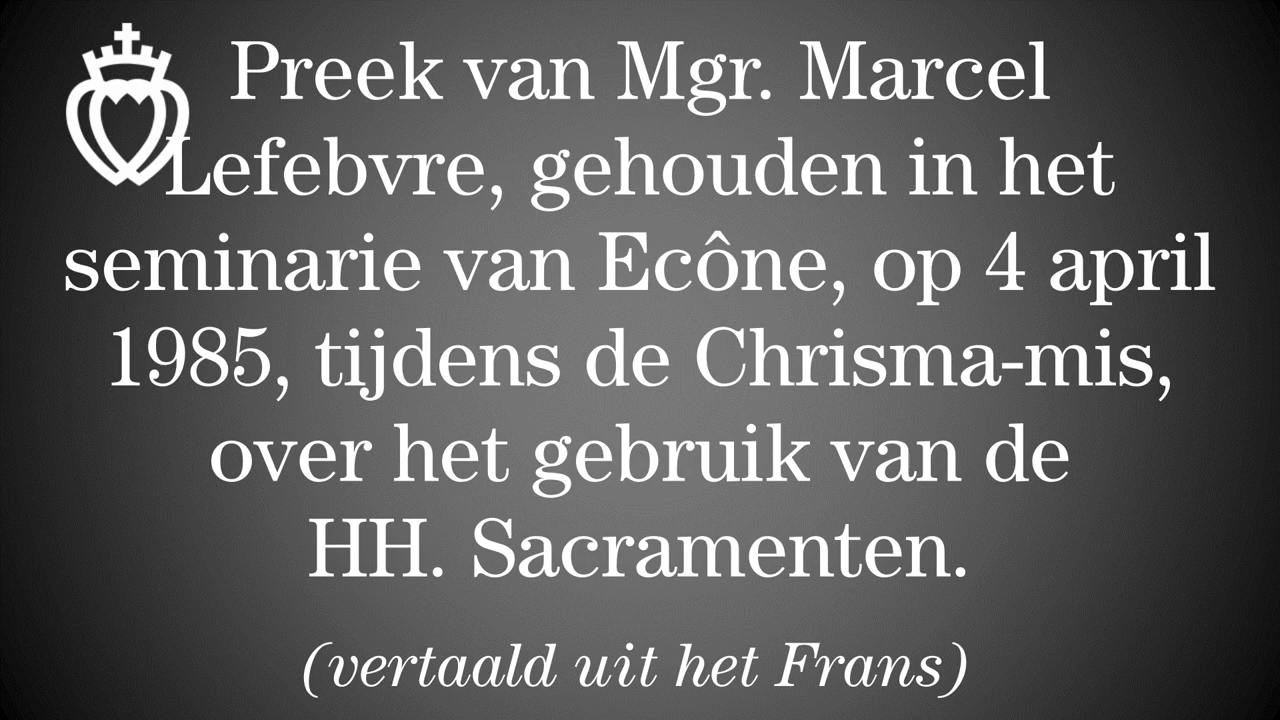 Preek van Mgr. Marcel
Lefebvre, gehouden in het
seminarie van Ecône, op 4 april
1985, tijdens de Chrisma-mis,
over het gebruik van de
HH. Sacramenten.
(vertaald uit het Frans)